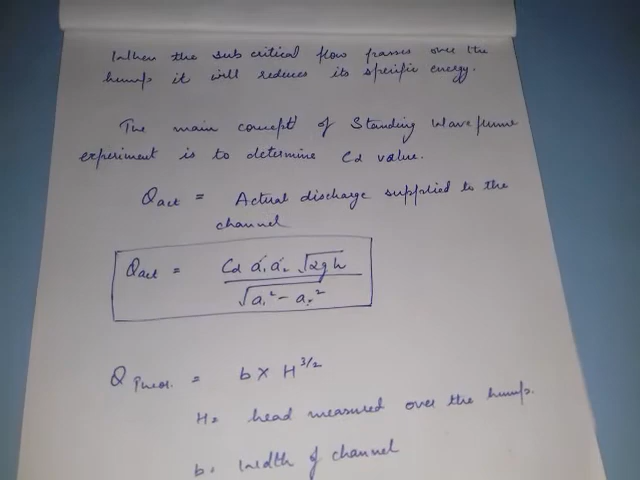 When the sub critical flow passes over the
hump it will reduces its specific energy.
The main concept of Standing Wave flume
experiment is to determine Cd value.
Qact = Actual discharge supplied to the
channel
Qact = Cd a₁ a₂ √2gh
√a₁² - a₂²
Q Theor. = b x H^3/2
H = head measured over the hump.
b = Width of channel